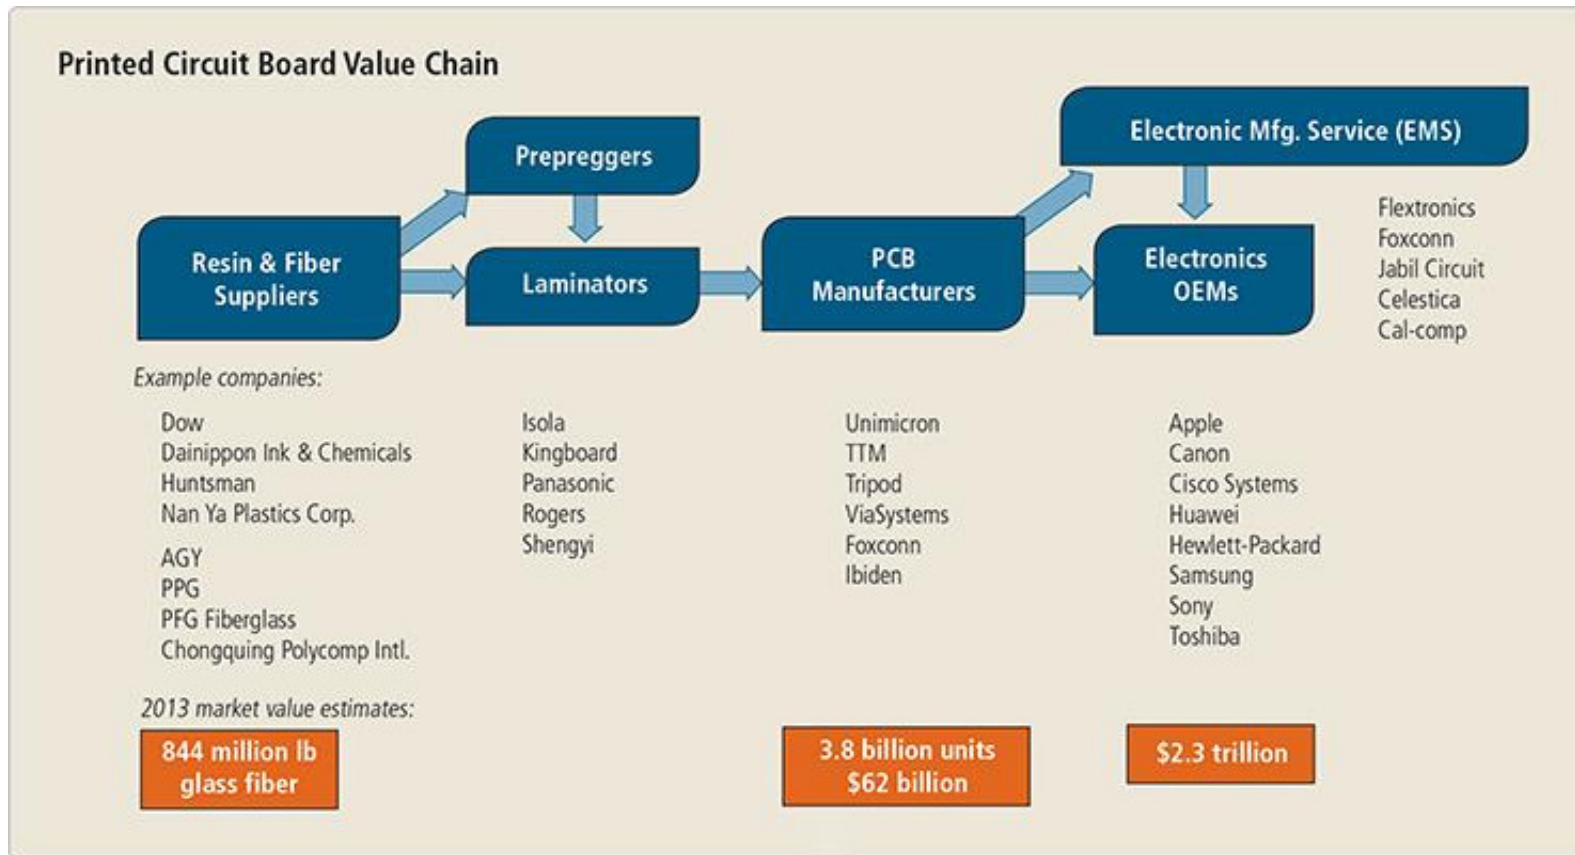 Printed Circuit Board Value Chain
Prepreggers
Electronic Mfg. Service (EMS)
Resin & Fiber
Suppliers
Laminators
PCB
Manufacturers
Electronics
OEMs
Flextronics
Foxconn
Jabil Circuit
Celestica
Cal-comp
Example companies:
Dow
Dainippon Ink & Chemicals
Huntsman
Nan Ya Plastics Corp.
AGY
PPG
PFG Fiberglass
Chongquing Polycomp Intl.
Isola
Kingboard
Panasonic
Rogers
Shengyi
Unimicron
TTM
Tripod
ViaSystems
Foxconn
Ibiden
Apple
Canon
Cisco Systems
Huawei
Hewlett-Packard
Samsung
Sony
Toshiba
2013 market value estimates:
844 million lb
glass fiber
3.8 billion units
$62 billion
$2.3 trillion